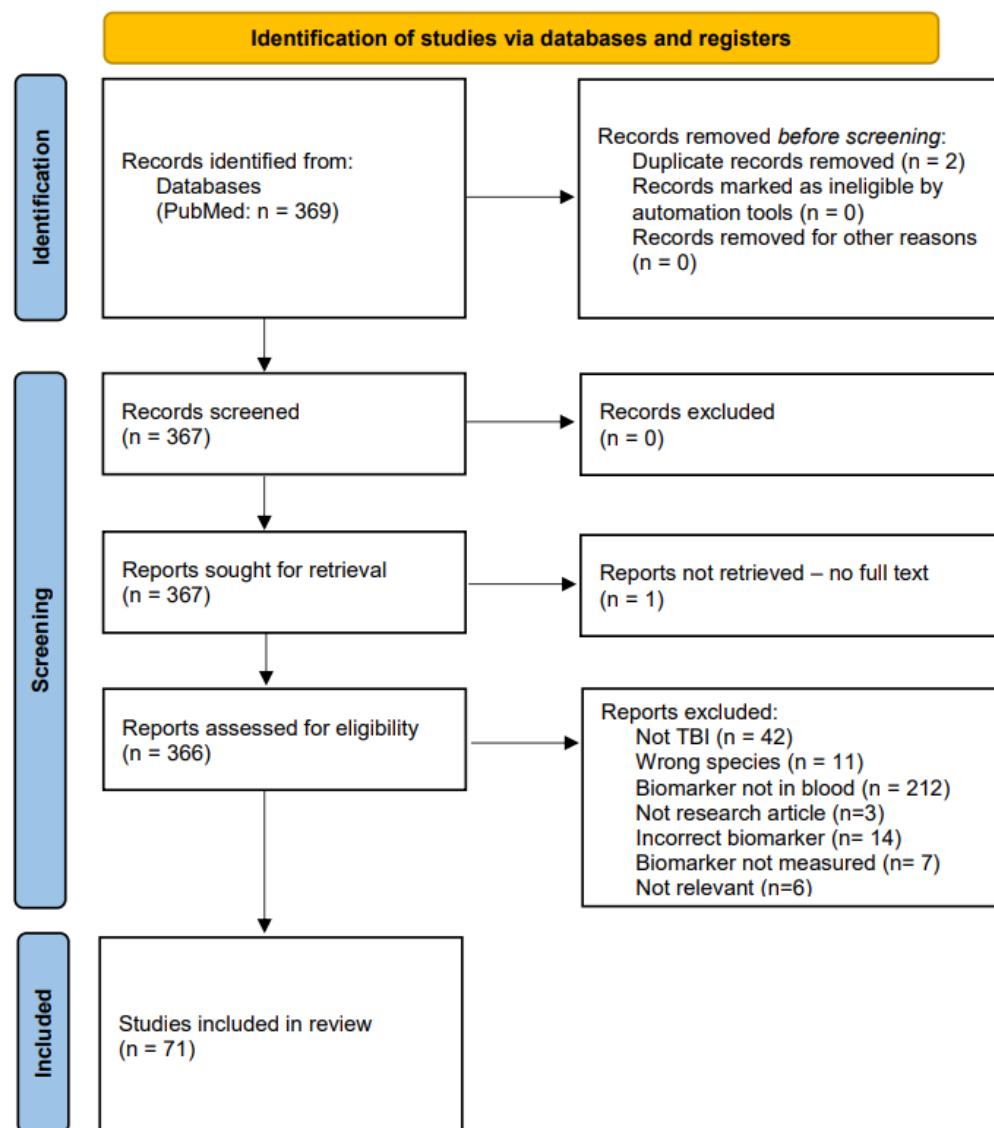 Identification of studies via databases and registers
Identification
Records identified from:
Databases
(PubMed: n = 369)
Records removed before screening:
Duplicate records removed (n = 2)
Records marked as ineligible by
automation tools (n = 0)
Records removed for other reasons
(n = 0)
Screening
Records screened
(n = 367)
Records excluded
(n = 0)
Reports sought for retrieval
(n = 367)
Reports not retrieved – no full text
(n = 1)
Reports assessed for eligibility
(n = 366)
Reports excluded:
Not TBI (n = 42)
Wrong species (n = 11)
Biomarker not in blood (n = 212)
Not research article (n=3)
Incorrect biomarker (n= 14)
Biomarker not measured (n= 7)
Not relevant (n=6)
Included
Studies included in review
(n = 71)